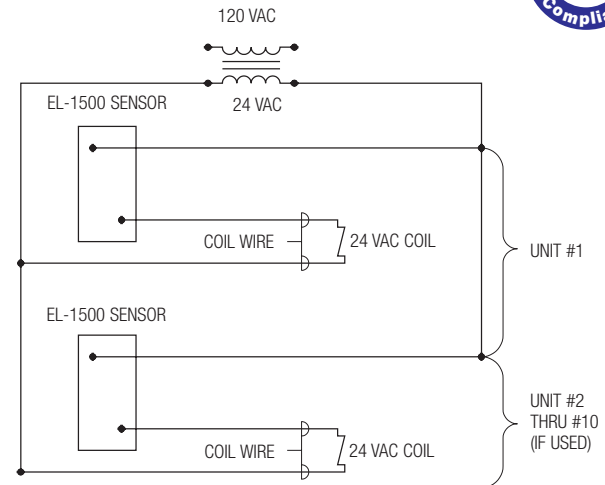 120 VAC
24 VAC
EL-1500 SENSOR
COIL WIRE
24 VAC COIL
UNIT #1
EL-1500 SENSOR
COIL WIRE
24 VAC COIL
UNIT #2
THRU #10
(IF USED)